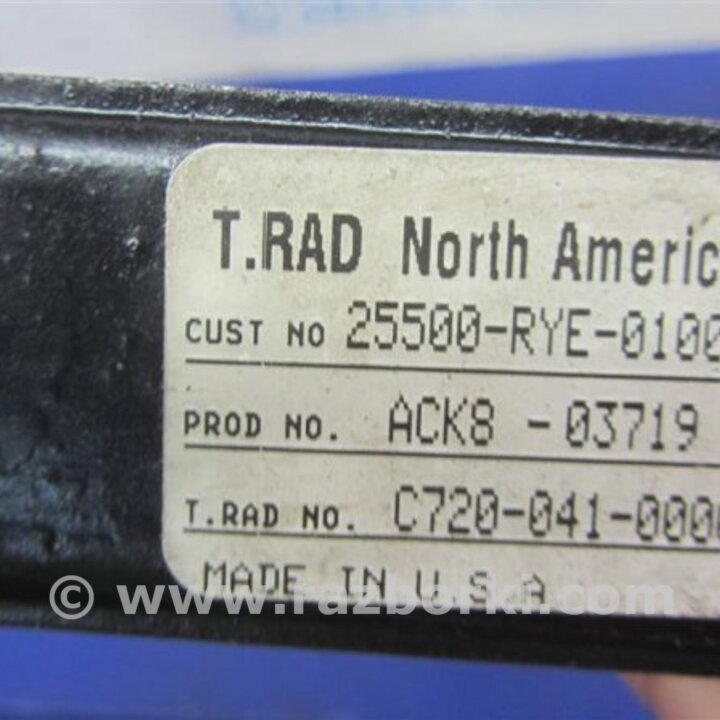 T.RAD North Americ
CUST NO 25500-RYE-0100
PROD NO. ACK8 -03719
T.RAD NO. C720-041-0000
MADE IN U S A
© www.razborki.com